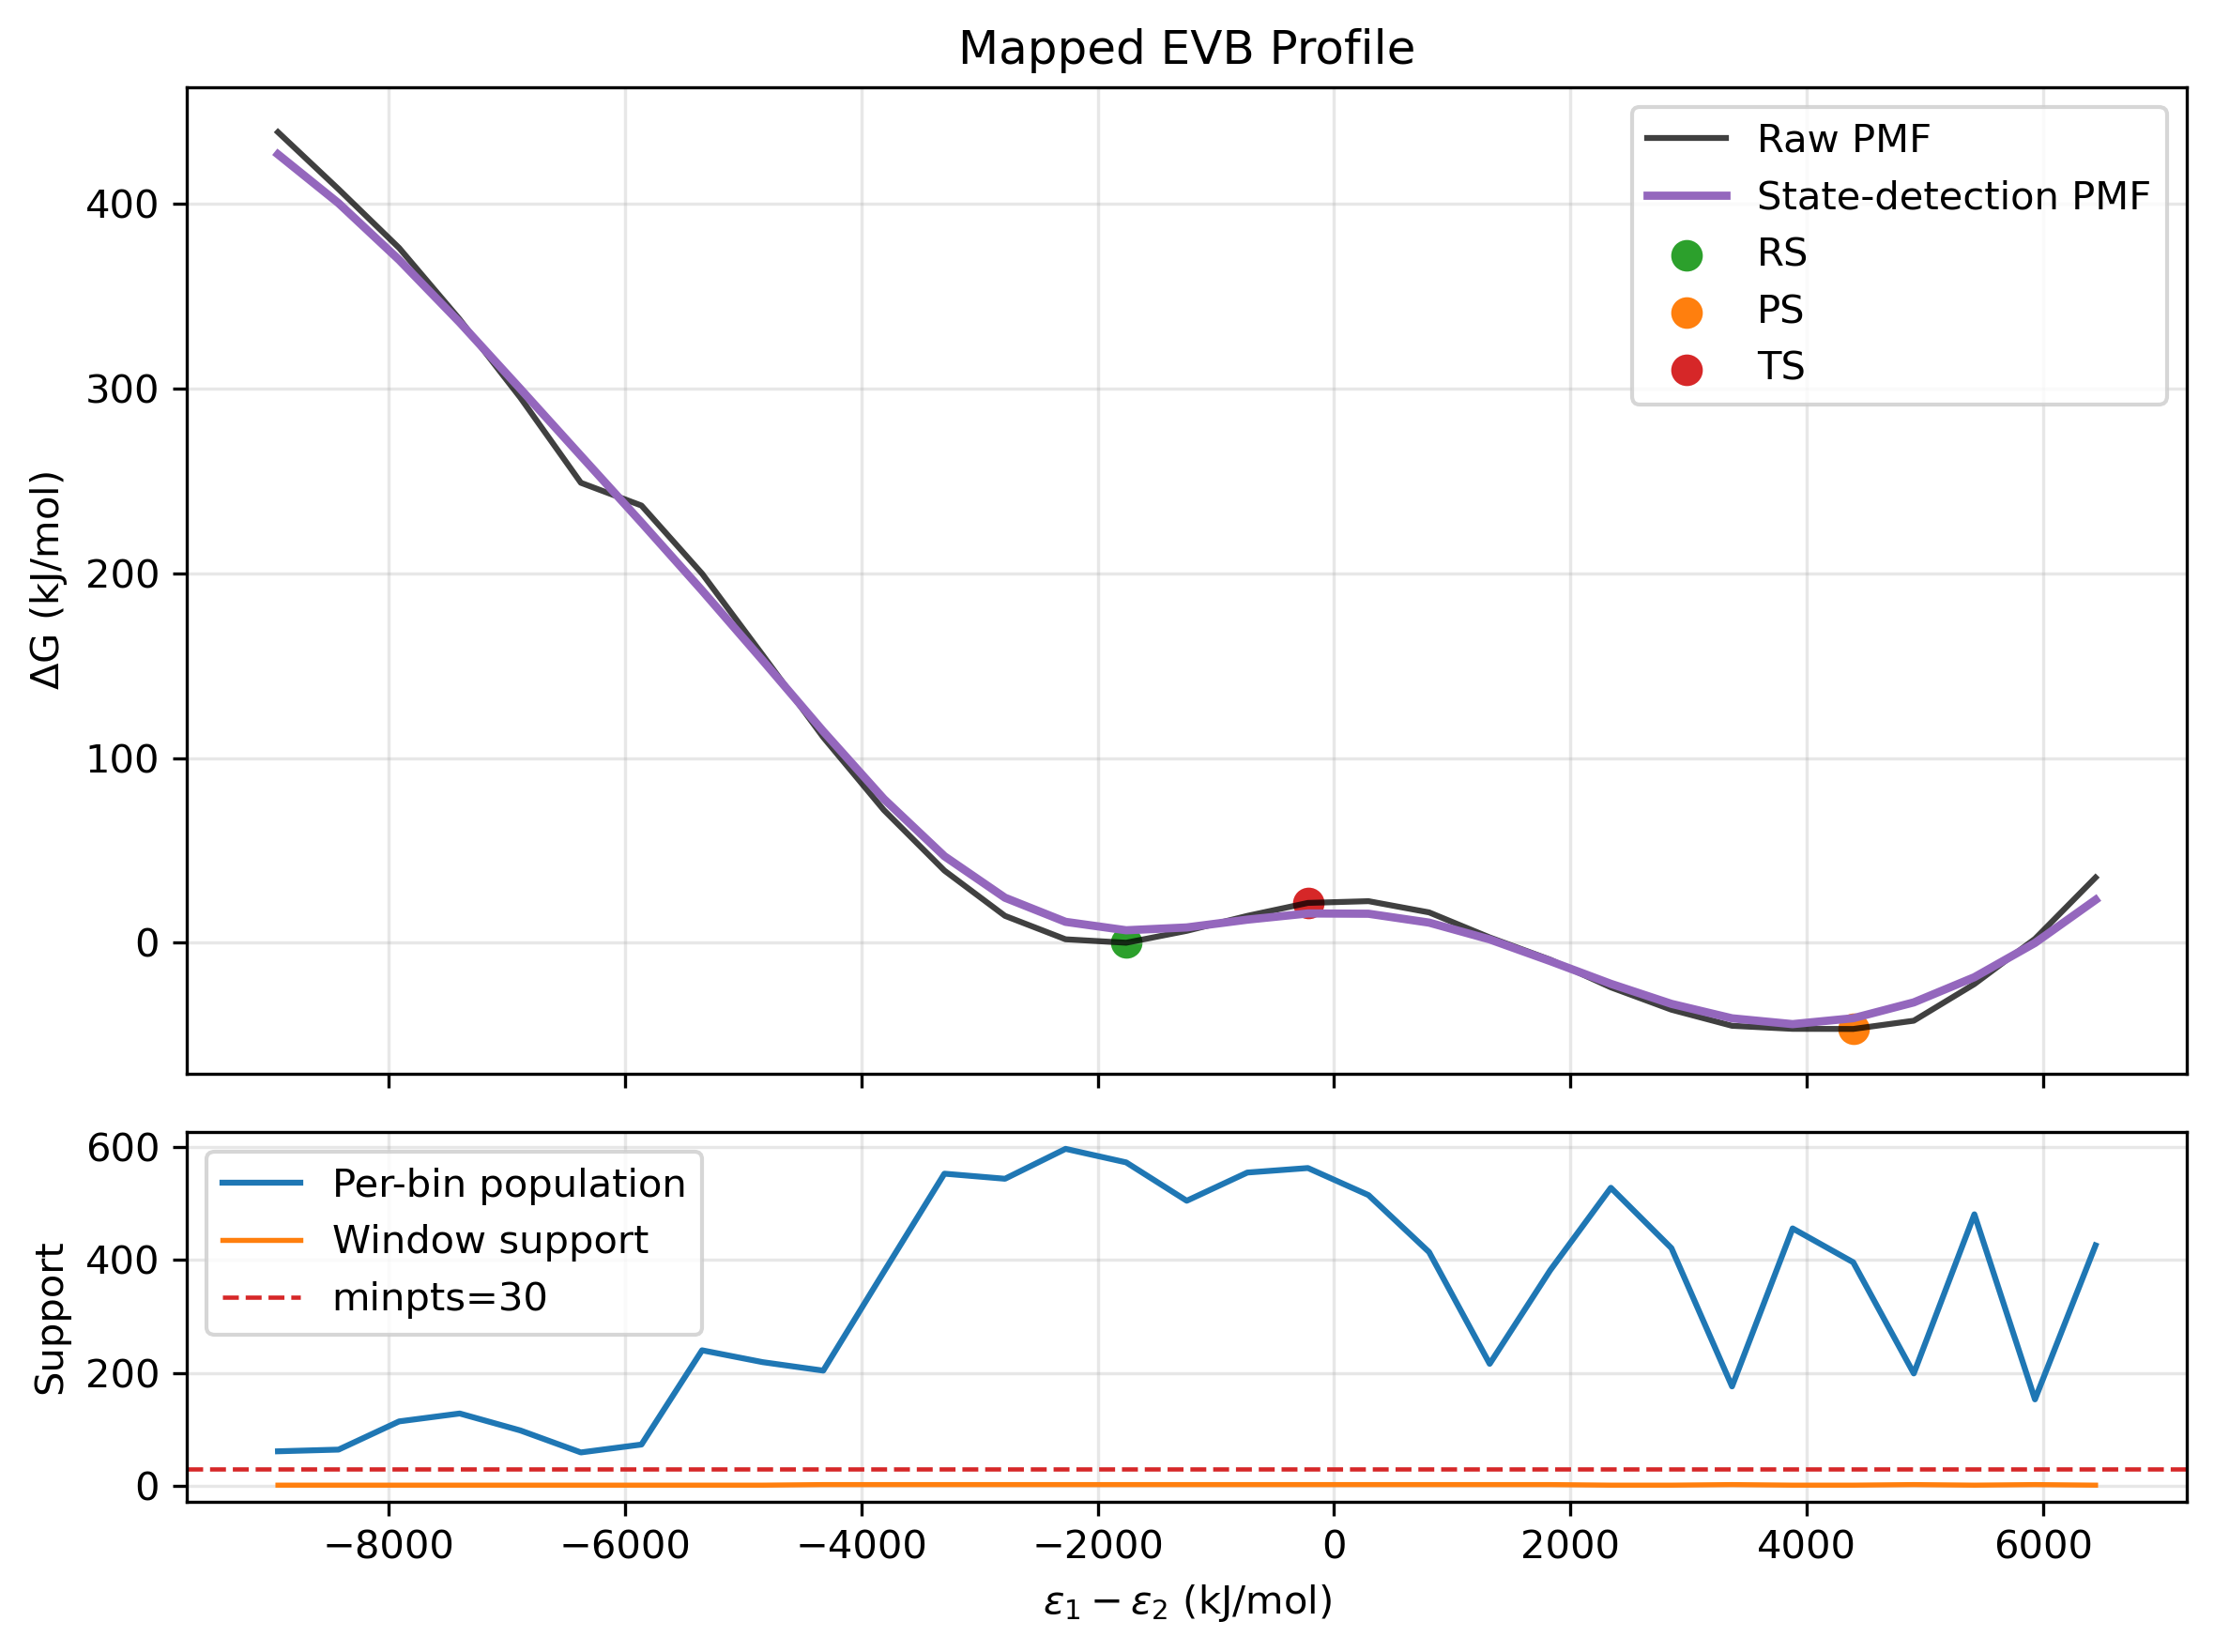 Mapped EVB Profile
Raw PMF
State-detection PMF
RS
PS
TS
ΔG (kJ/mol)
400
300
200
100
0
600
400
200
0
Support
Per-bin population
Window support
minpts=30
−8000 −6000 −4000 −2000 0 2000 4000 6000
ε₁ − ε₂ (kJ/mol)